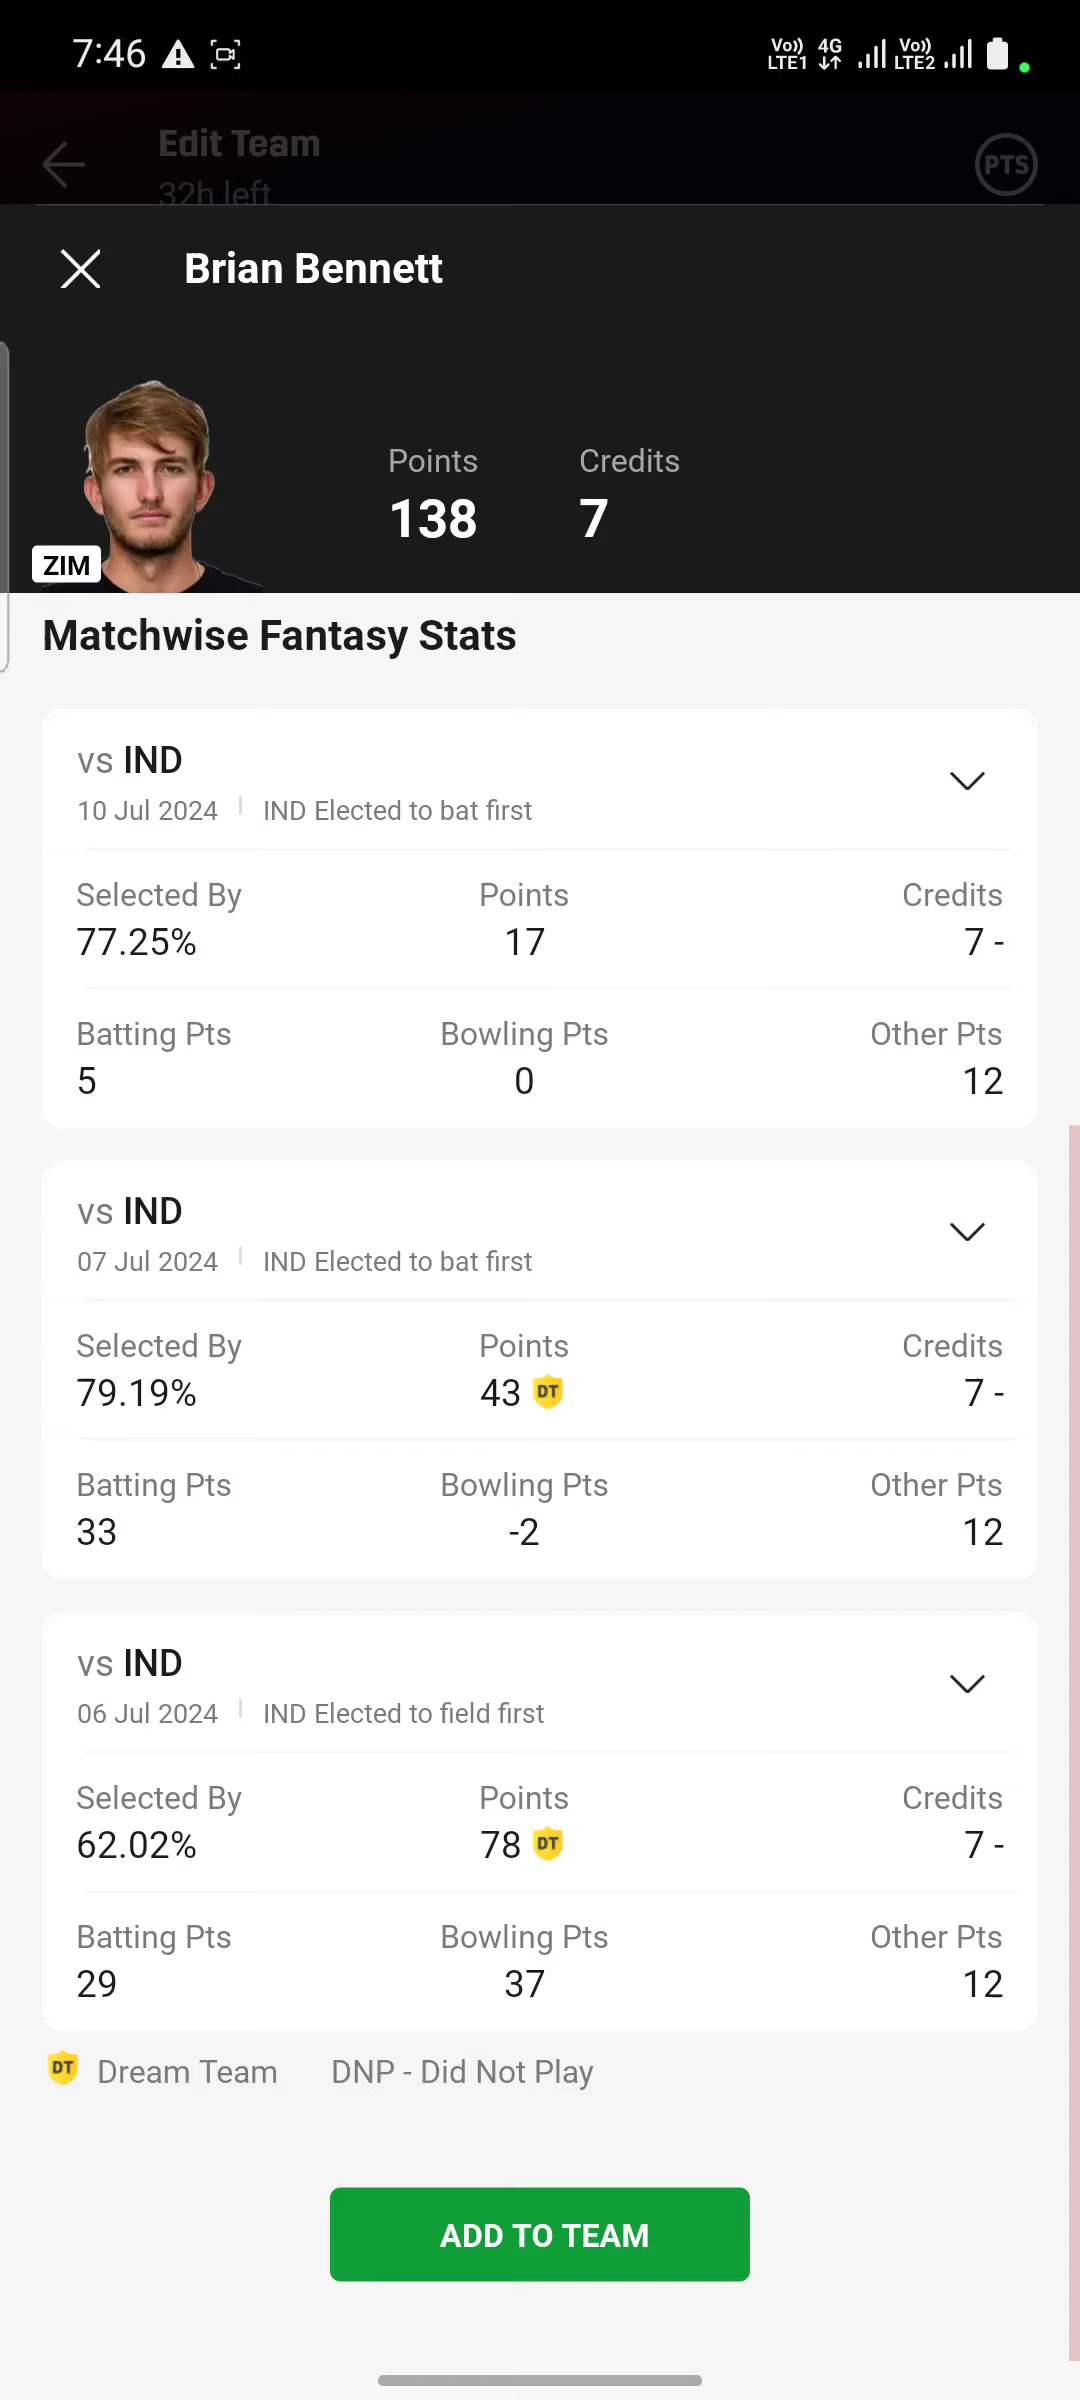 7:46
Vo)) LTE1 4G Vo)) LTE2
Edit Team
32h left
PTS
Brian Bennett
Points Credits
138 7
ZIM
Matchwise Fantasy Stats
vs IND
10 Jul 2024 IND Elected to bat first
Selected By Points Credits
77.25% 17 7 -
Batting Pts Bowling Pts Other Pts
5 0 12
vs IND
07 Jul 2024 IND Elected to bat first
Selected By Points Credits
79.19% 43 DT 7 -
Batting Pts Bowling Pts Other Pts
33 -2 12
vs IND
06 Jul 2024 IND Elected to field first
Selected By Points Credits
62.02% 78 DT 7 -
Batting Pts Bowling Pts Other Pts
29 37 12
DT Dream Team DNP - Did Not Play
ADD TO TEAM